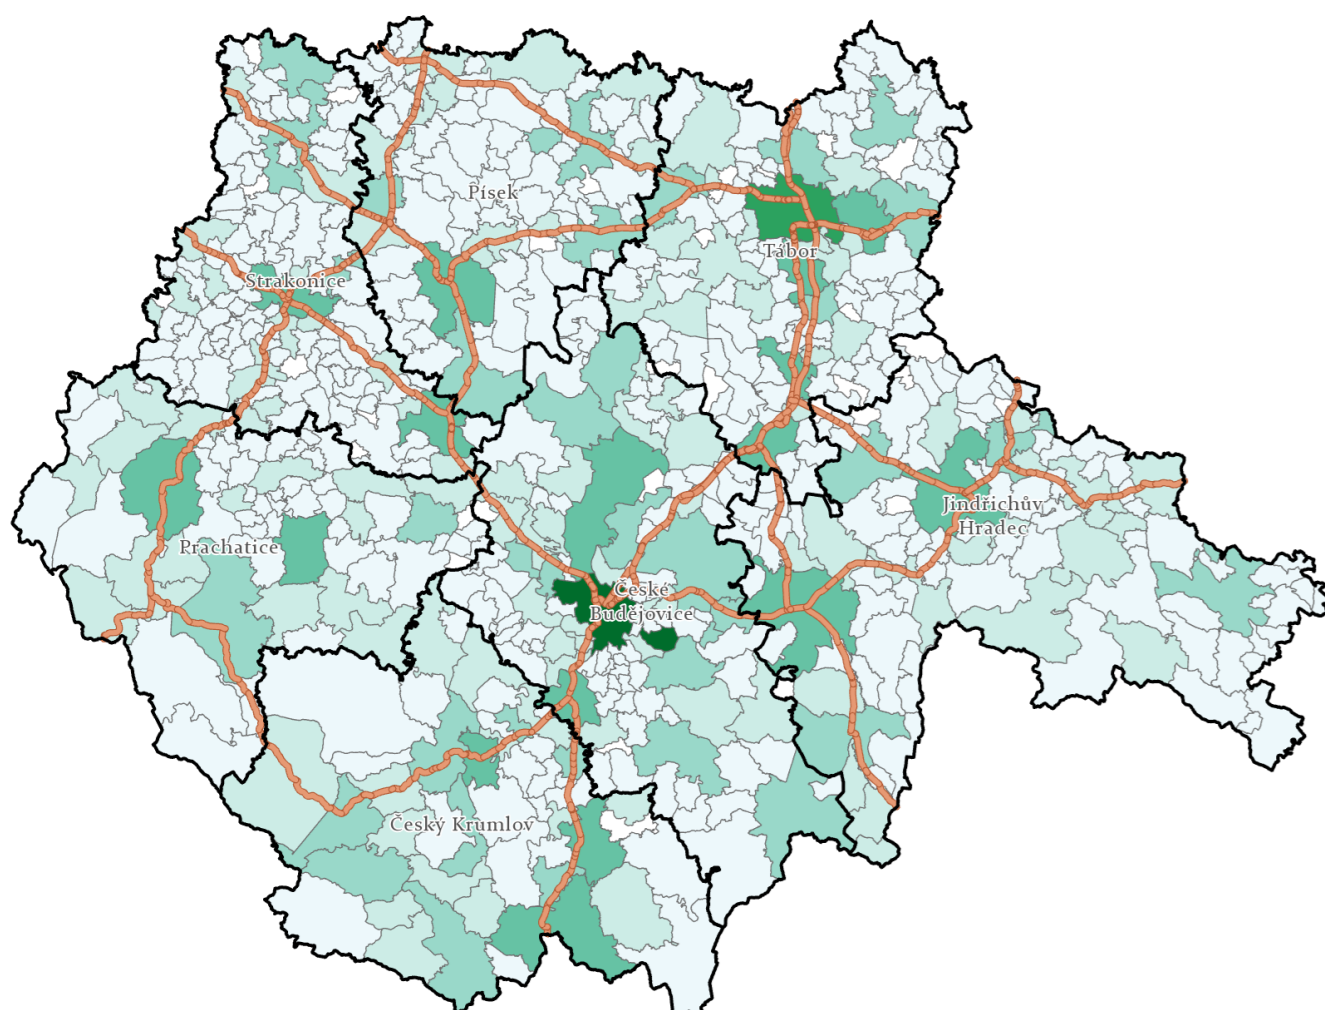 Písek
Tábor
Strakonice
Jindřichův
Hradec
Prachatice
České
Budějovice
Český Krumlov